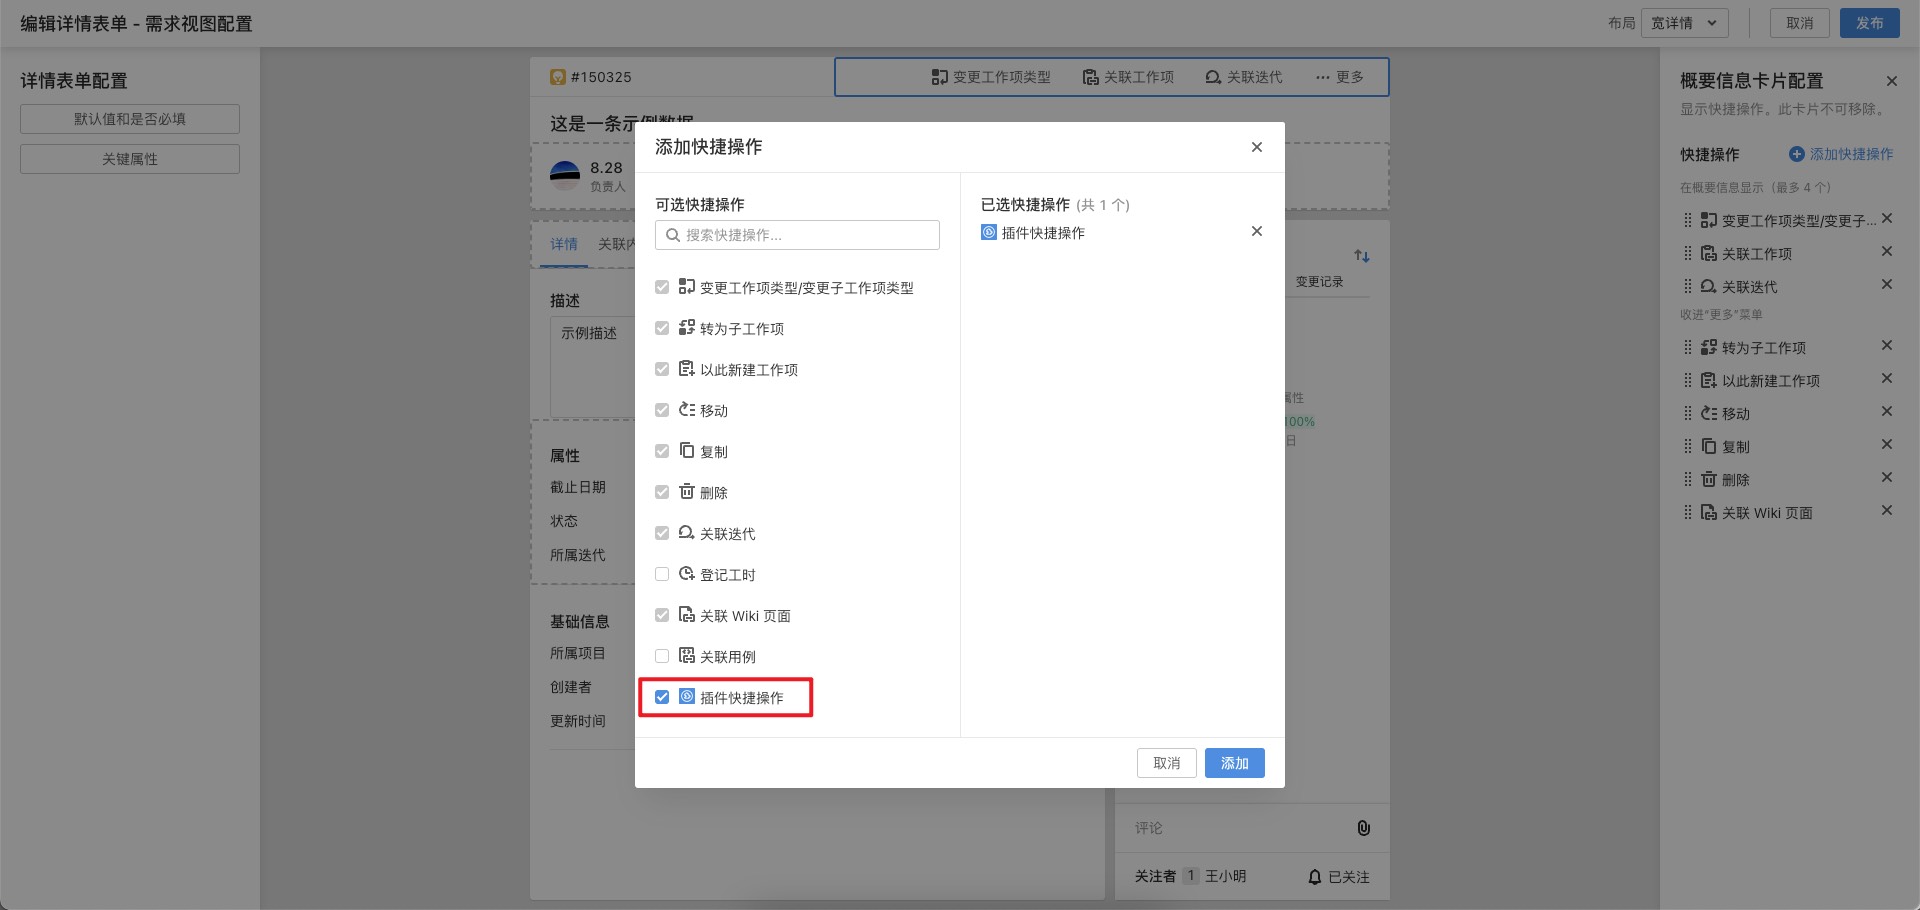 编辑详情表单 - 需求视图配置
布局 宽详情 取消 发布
详情表单配置
默认值和是否必填
关键属性
#150325 变更工作项类型 关联工作项 关联迭代 ··· 更多
这是一条示例数据
8.28
负责人
详情 关联内
描述
示例描述
属性
截止日期
状态
所属迭代
基础信息
所属项目
创建者
更新时间
变更记录
属性
100%
日
评论
关注者 1 王小明 已关注
添加快捷操作
可选快捷操作
搜索快捷操作...
变更工作项类型/变更子工作项类型
转为子工作项
以此新建工作项
移动
复制
删除
关联迭代
登记工时
关联 Wiki 页面
关联用例
插件快捷操作
已选快捷操作 (共 1 个)
插件快捷操作
取消 添加
概要信息卡片配置
显示快捷操作。此卡片不可移除。
快捷操作 添加快捷操作
在概要信息显示（最多 4 个）
变更工作项类型/变更子...
关联工作项
关联迭代
收进“更多”菜单
转为子工作项
以此新建工作项
移动
复制
删除
关联 Wiki 页面